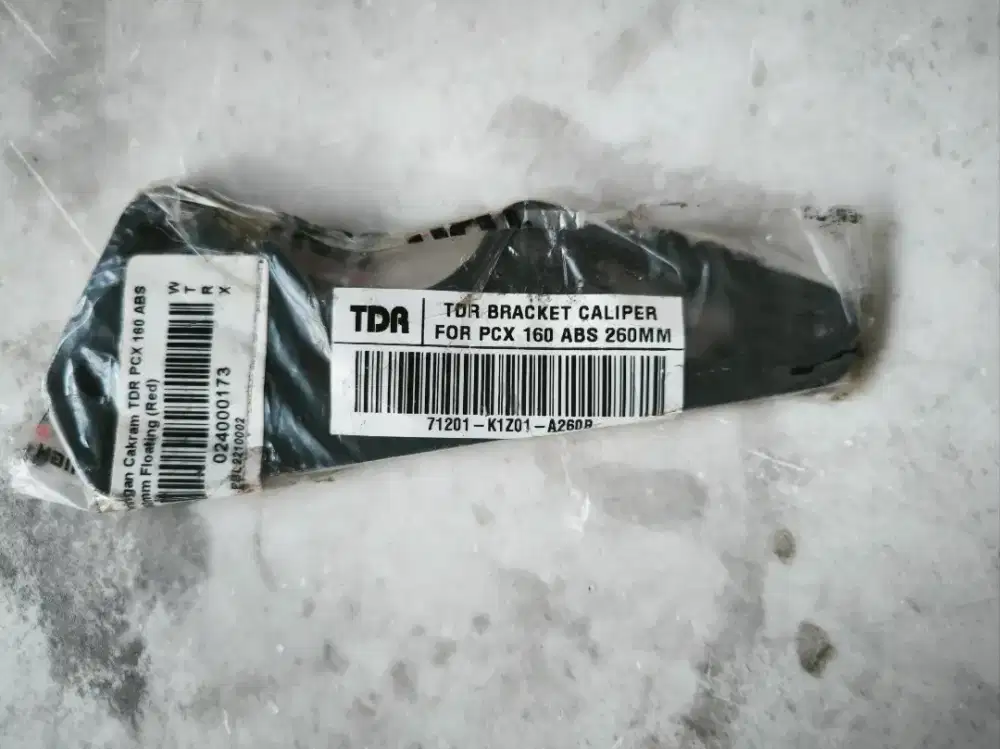 TDR
TDR BRACKET CALIPER
FOR PCX 160 ABS 260MM
71201-K1Z01-A260R
Cakram TDR PCX 160 ABS
Floating (Red)
W
T
R
X
0240000173
PBL2210002